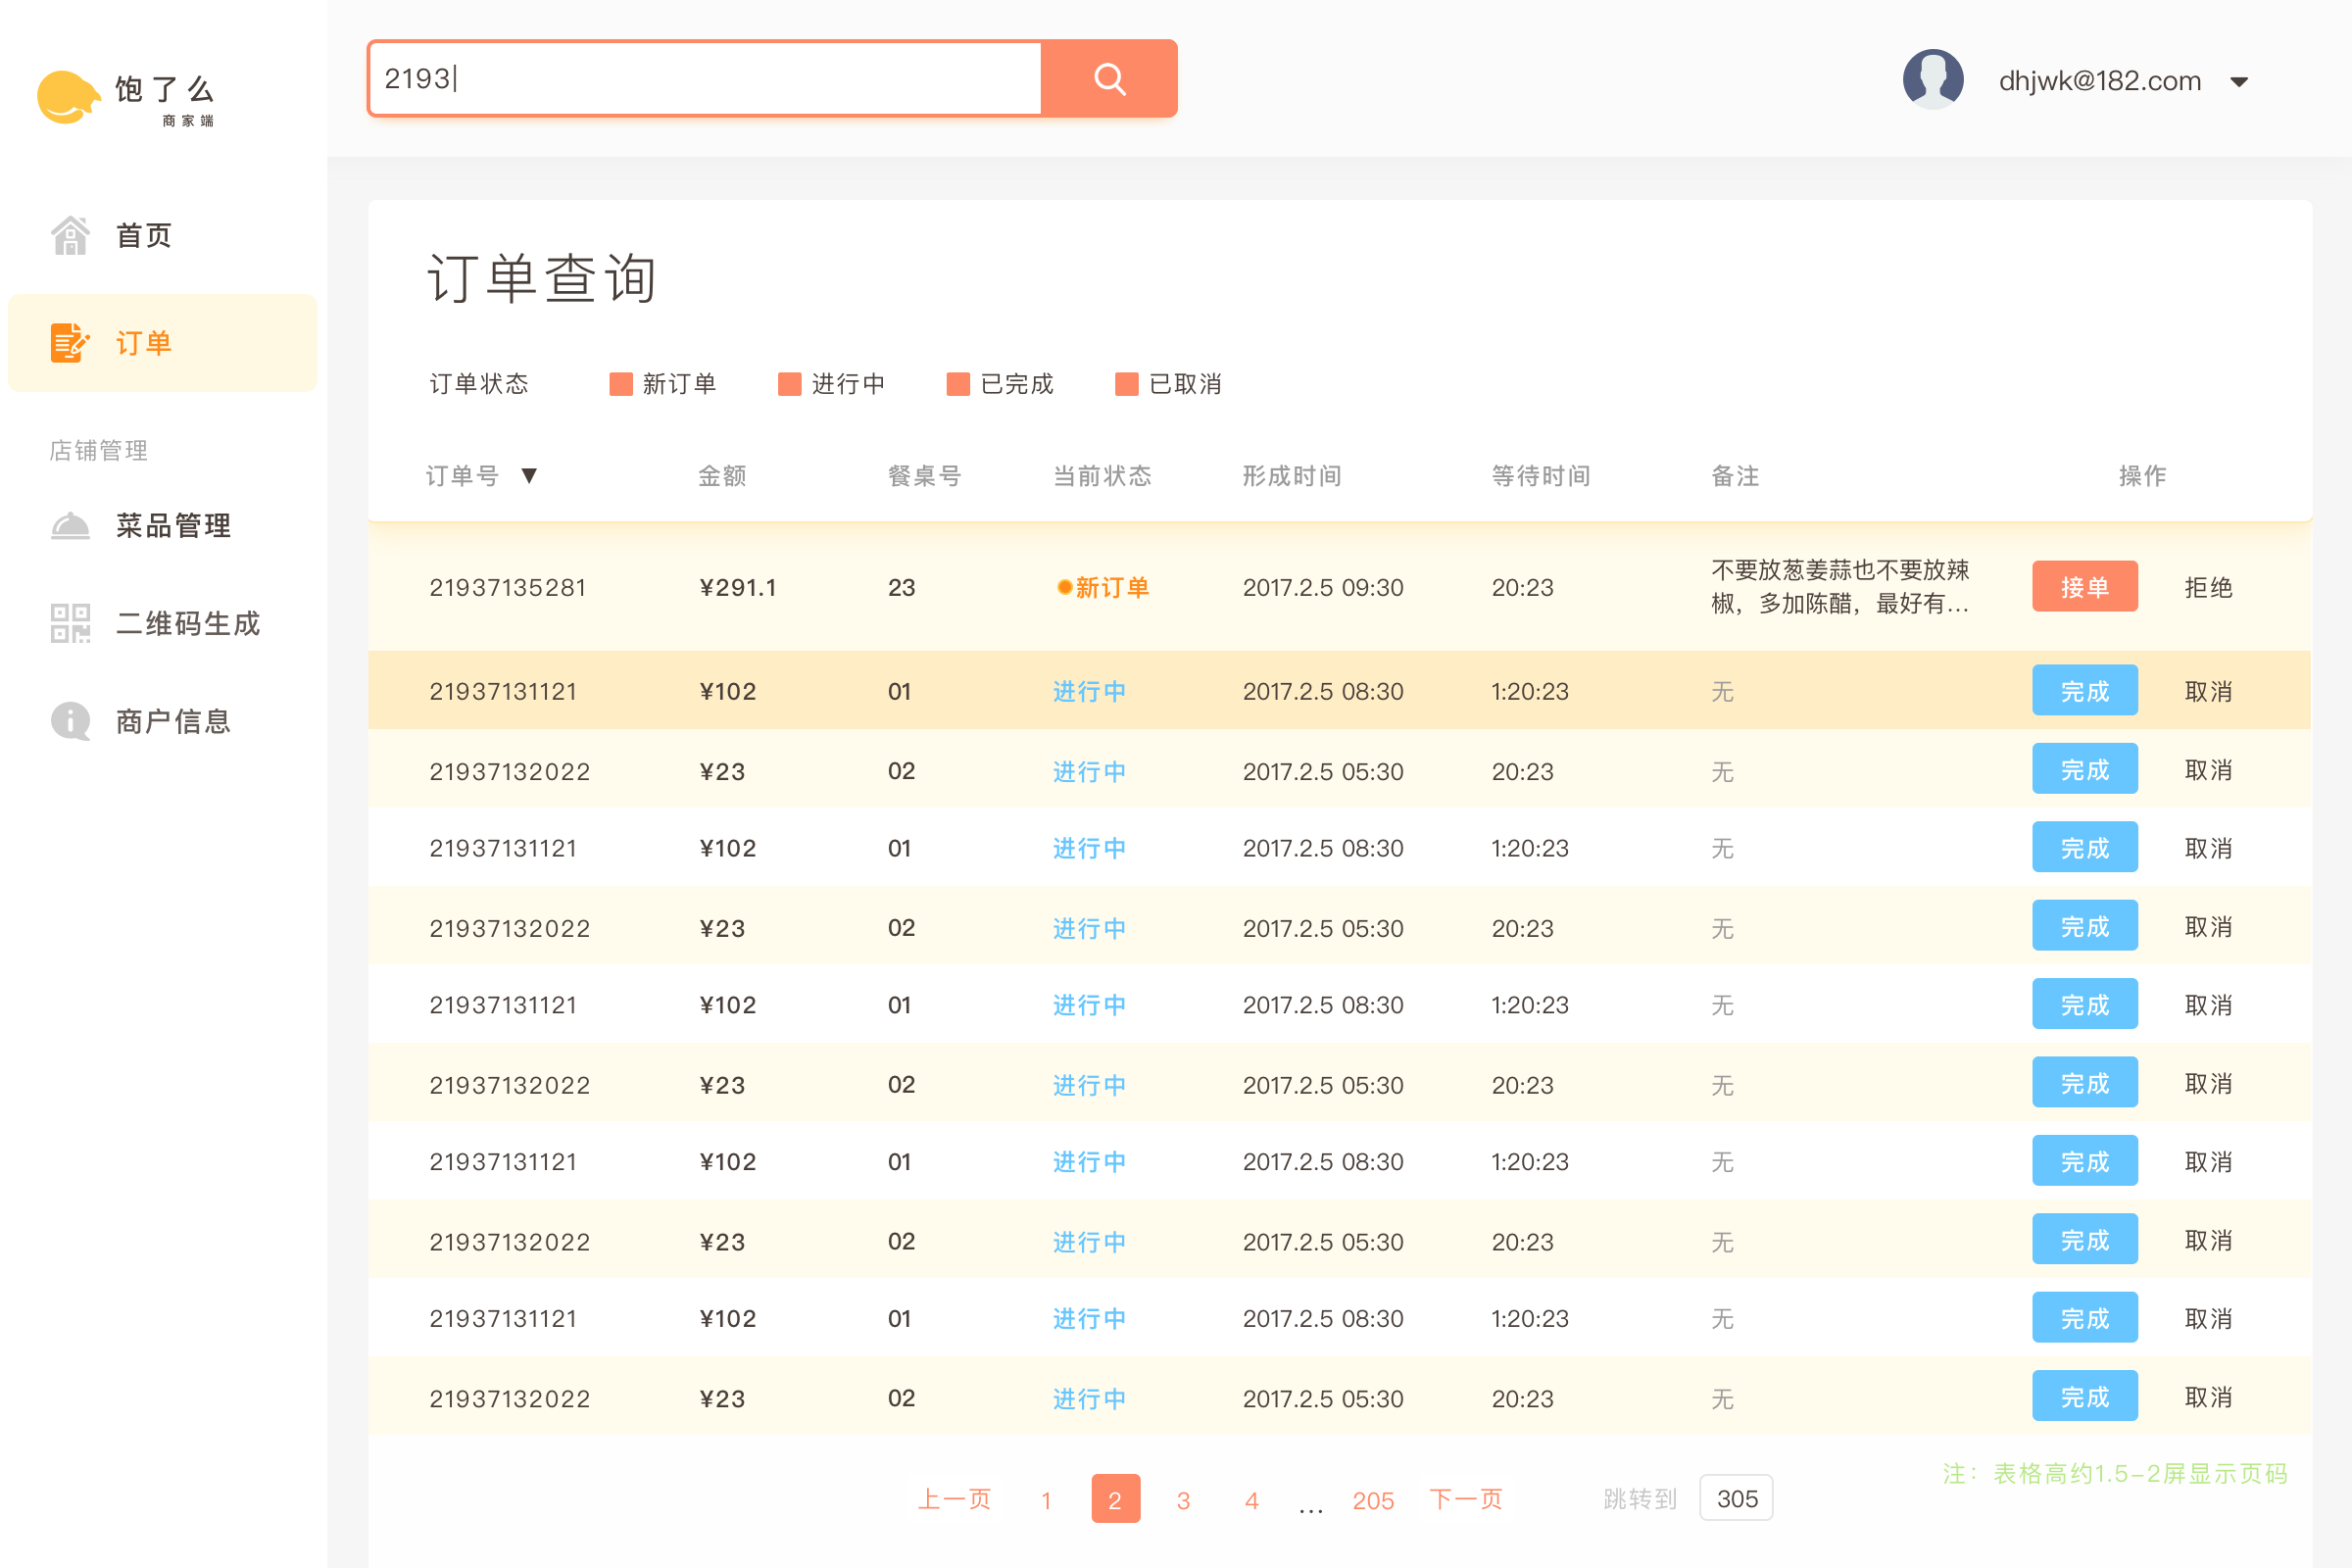 饱了么
商家端
2193
dhjwk@182.com
首页
订单
店铺管理
菜品管理
二维码生成
商户信息
订单查询
订单状态 新订单 进行中 已完成 已取消
订单号 ▼ 金额 餐桌号 当前状态 形成时间 等待时间 备注 操作
21937135281 ¥291.1 23 新订单 2017.2.5 09:30 20:23 不要放葱姜蒜也不要放辣 接单 拒绝
椒，多加陈醋，最好有...
21937131121 ¥102 01 进行中 2017.2.5 08:30 1:20:23 无 完成 取消
21937132022 ¥23 02 进行中 2017.2.5 05:30 20:23 无 完成 取消
21937131121 ¥102 01 进行中 2017.2.5 08:30 1:20:23 无 完成 取消
21937132022 ¥23 02 进行中 2017.2.5 05:30 20:23 无 完成 取消
21937131121 ¥102 01 进行中 2017.2.5 08:30 1:20:23 无 完成 取消
21937132022 ¥23 02 进行中 2017.2.5 05:30 20:23 无 完成 取消
21937131121 ¥102 01 进行中 2017.2.5 08:30 1:20:23 无 完成 取消
21937132022 ¥23 02 进行中 2017.2.5 05:30 20:23 无 完成 取消
21937131121 ¥102 01 进行中 2017.2.5 08:30 1:20:23 无 完成 取消
21937132022 ¥23 02 进行中 2017.2.5 05:30 20:23 无 完成 取消
注：表格高约1.5-2屏显示页码
上一页 1 2 3 4 ... 205 下一页 跳转到 305